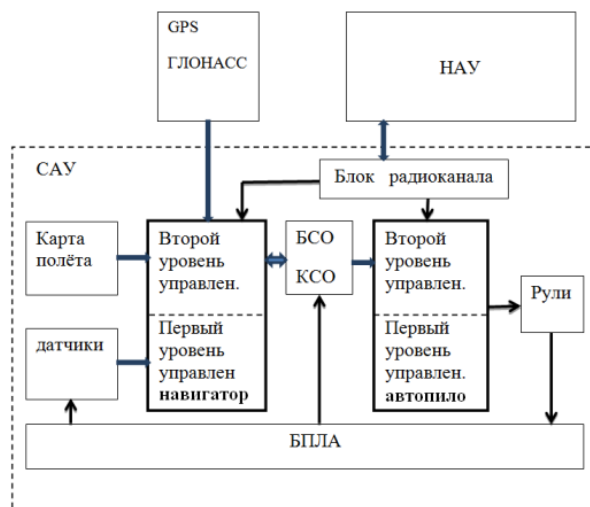 GPS
ГЛОНАСС
НАУ
САУ
Блок радиоканала
Карта
полёта
Второй
уровень
управлен.
БСО
КСО
Второй
уровень
управлен.
Рули
датчики
Первый
уровень
управлен
навигатор
Первый
уровень
управлен.
автопило
БПЛА